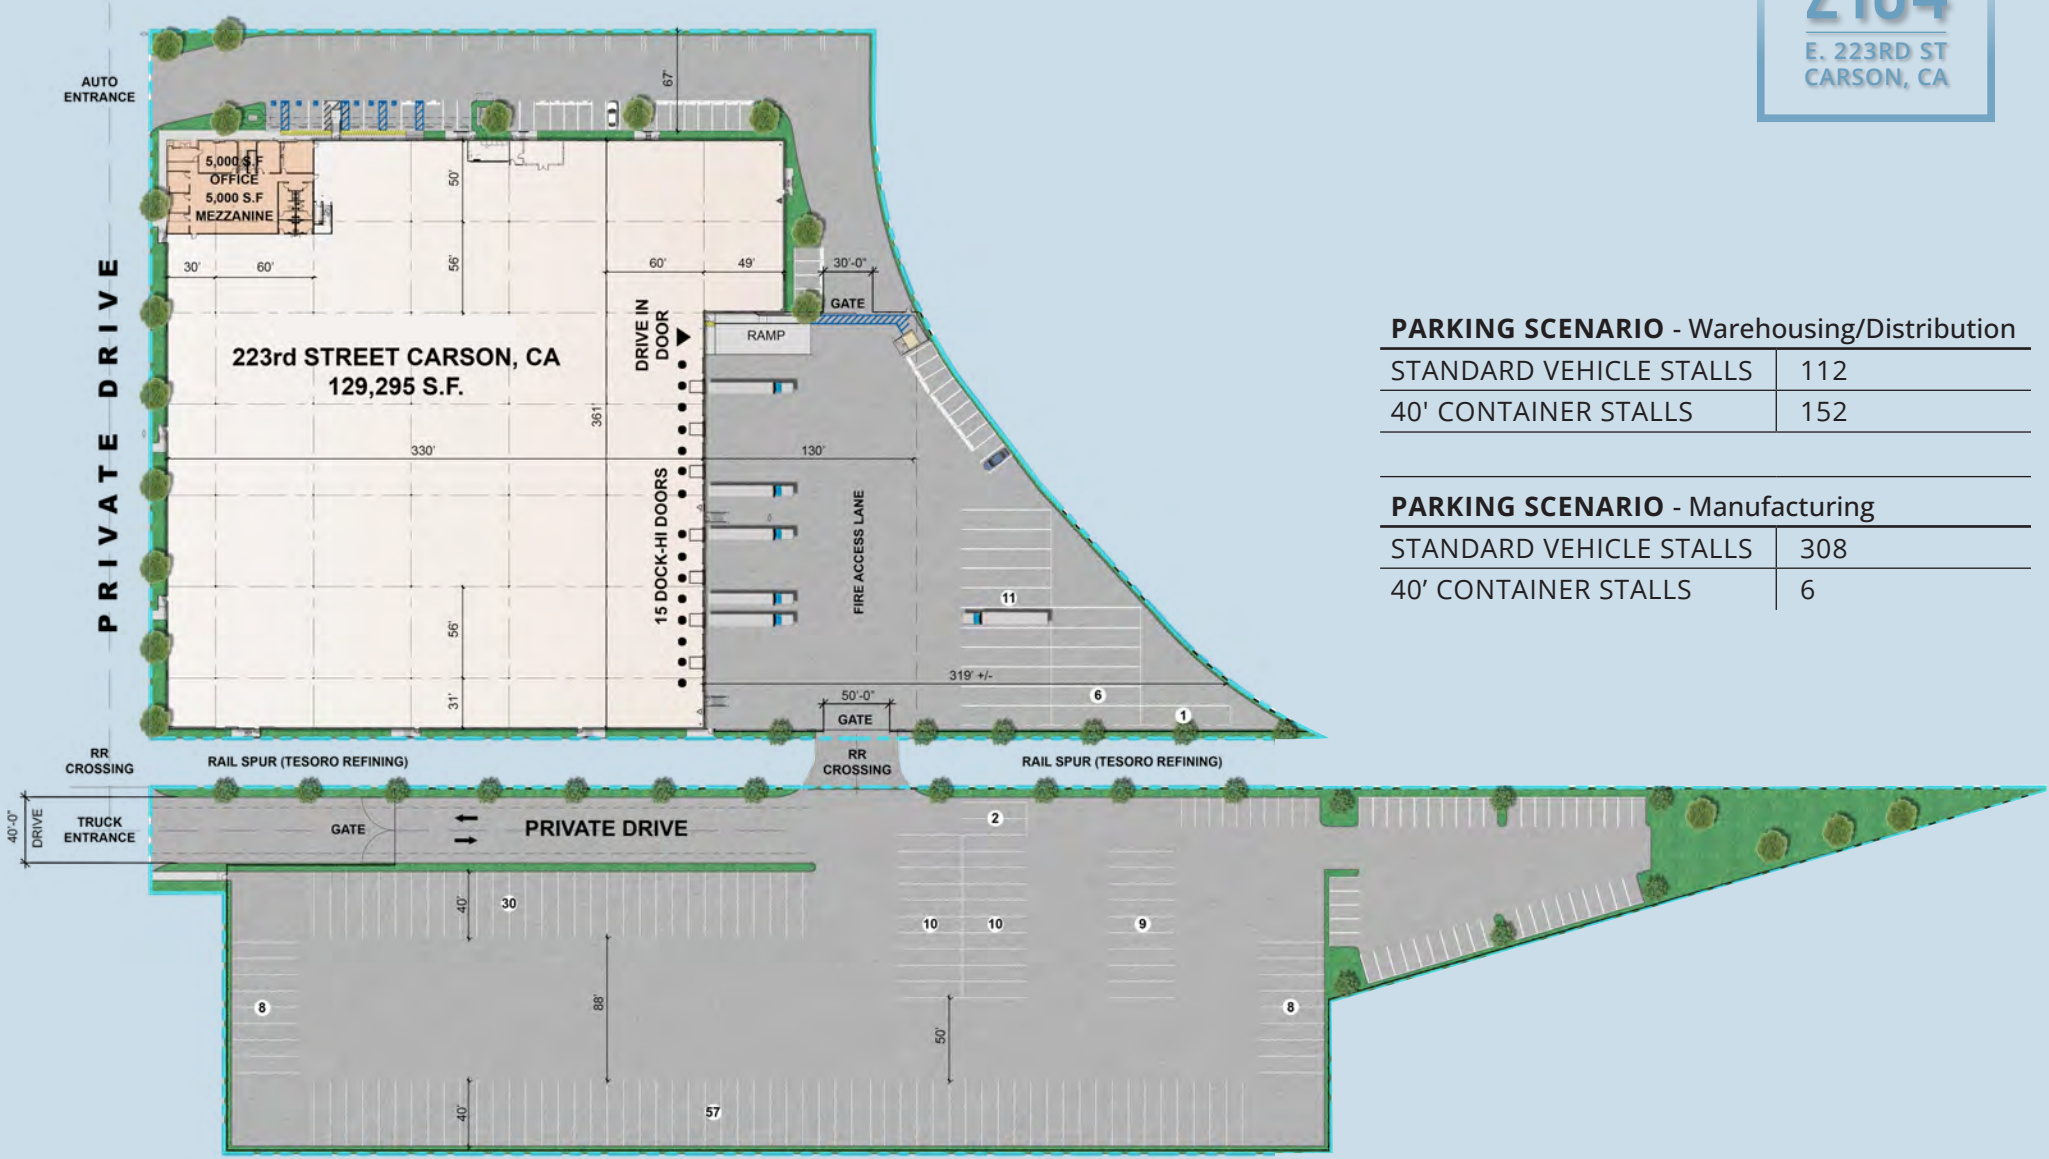 E. 223RD ST
CARSON, CA
AUTO
ENTRANCE
67'
5,000 S.F
OFFICE
5,000 S.F
MEZZANINE
50'
56'
30'
60'
60'
49'
30'-0"
GATE
RAMP
DRIVE IN
DOOR
223rd STREET CARSON, CA
129,295 S.F.
361'
330'
130'
15 DOCK-HI DOORS
FIRE ACCESS LANE
PRIVATE DRIVE
11
56'
31'
319' +/-
6
1
50'-0"
GATE
PARKING SCENARIO - Warehousing/Distribution
STANDARD VEHICLE STALLS 112
40' CONTAINER STALLS 152
PARKING SCENARIO - Manufacturing
STANDARD VEHICLE STALLS 308
40’ CONTAINER STALLS 6
RR
CROSSING
RAIL SPUR (TESORO REFINING)
RR
CROSSING
RAIL SPUR (TESORO REFINING)
40'-0"
DRIVE
TRUCK
ENTRANCE
GATE
PRIVATE DRIVE
2
40'
30
10
10
9
8
88'
50'
8
40'
57